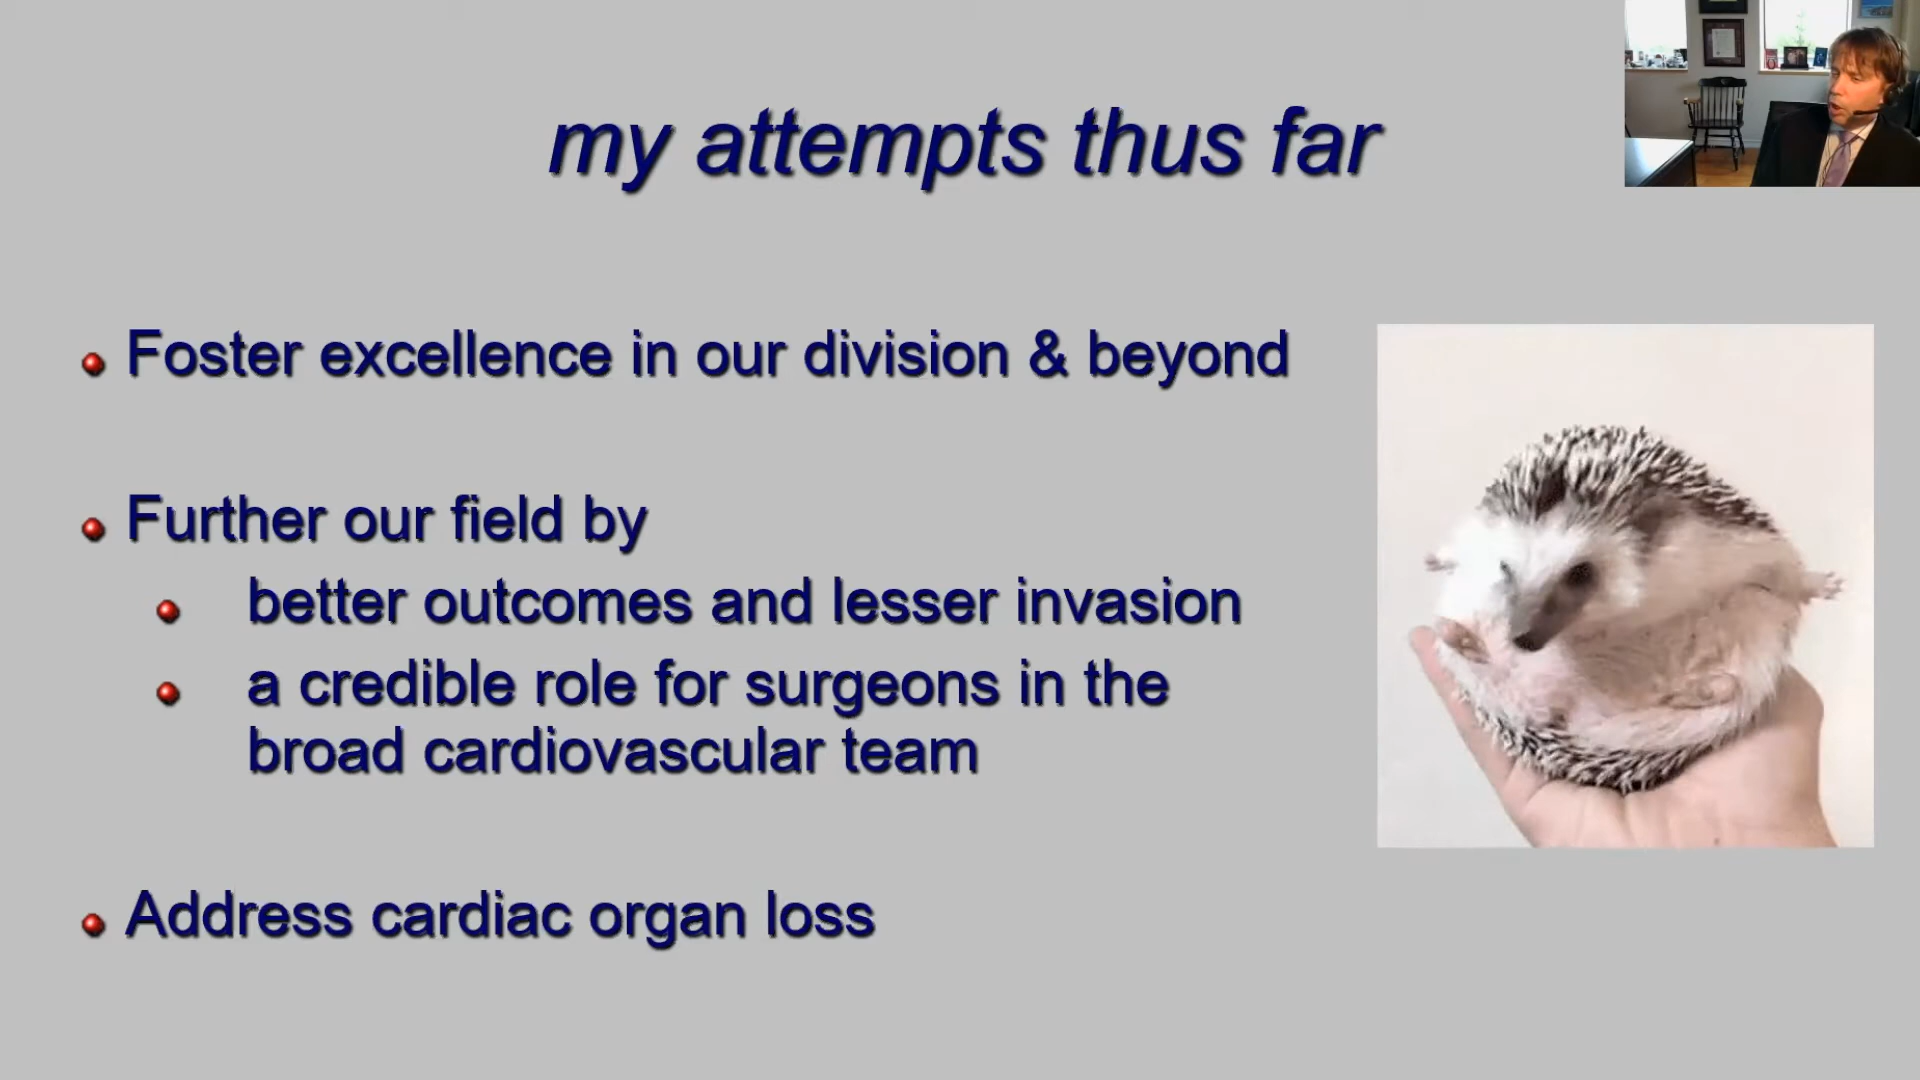 my attempts thus far
Foster excellence in our division & beyond
Further our field by
better outcomes and lesser invasion
a credible role for surgeons in the
broad cardiovascular team
Address cardiac organ loss